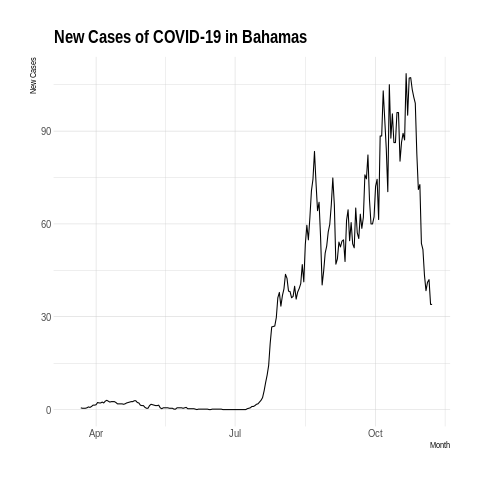 New Cases of COVID-19 in Bahamas
New Cases
90
60
30
0
Apr
Jul
Oct
Month